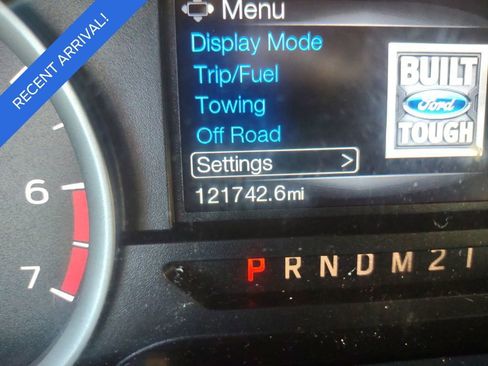 RECENT ARRIVAL!
Menu
Display Mode
Trip/Fuel
Towing
Off Road
Settings >
121742.6mi
BUILT
Ford
TOUGH
6
7
P R N D M 2 1